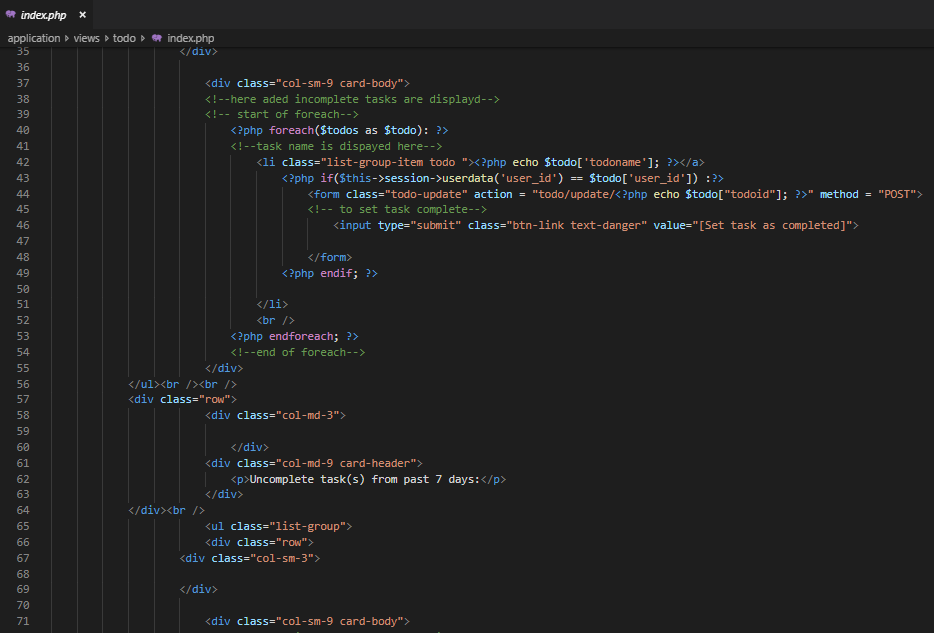 index.php ×
application › views › todo › index.php
35 </div>
36
37 <div class="col-sm-9 card-body">
38 <!--here aded incomplete tasks are displayd-->
39 <!-- start of foreach-->
40 <?php foreach($todos as $todo): ?>
41 <!--task name is dispayed here-->
42 <li class="list-group-item todo "><?php echo $todo['todoname']; ?></a>
43 <?php if($this->session->userdata('user_id') == $todo['user_id']) :?>
44 <form class="todo-update" action = "todo/update/<?php echo $todo["todoid"]; ?>" method = "POST">
45 <!-- to set task complete-->
46 <input type="submit" class="btn-link text-danger" value="[Set task as completed]">
47
48 </form>
49 <?php endif; ?>
50
51 </li>
52 <br />
53 <?php endforeach; ?>
54 <!--end of foreach-->
55 </div>
56 </ul><br /><br />
57 <div class="row">
58 <div class="col-md-3">
59
60 </div>
61 <div class="col-md-9 card-header">
62 <p>Uncomplete task(s) from past 7 days:</p>
63 </div>
64 </div><br />
65 <ul class="list-group">
66 <div class="row">
67 <div class="col-sm-3">
68
69 </div>
70
71 <div class="col-sm-9 card-body">